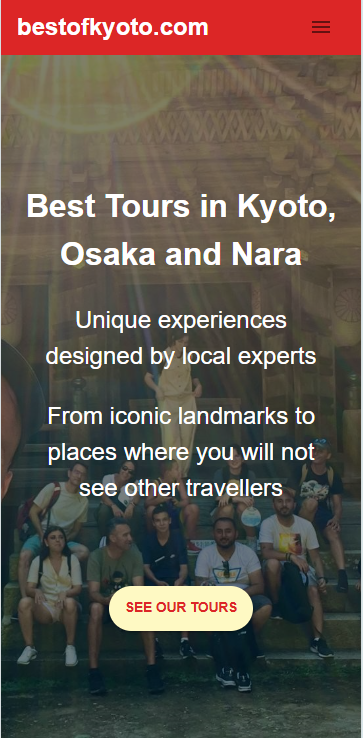 bestofkyoto.com
Best Tours in Kyoto,
Osaka and Nara
Unique experiences
designed by local experts
From iconic landmarks to
places where you will not
see other travellers
SEE OUR TOURS